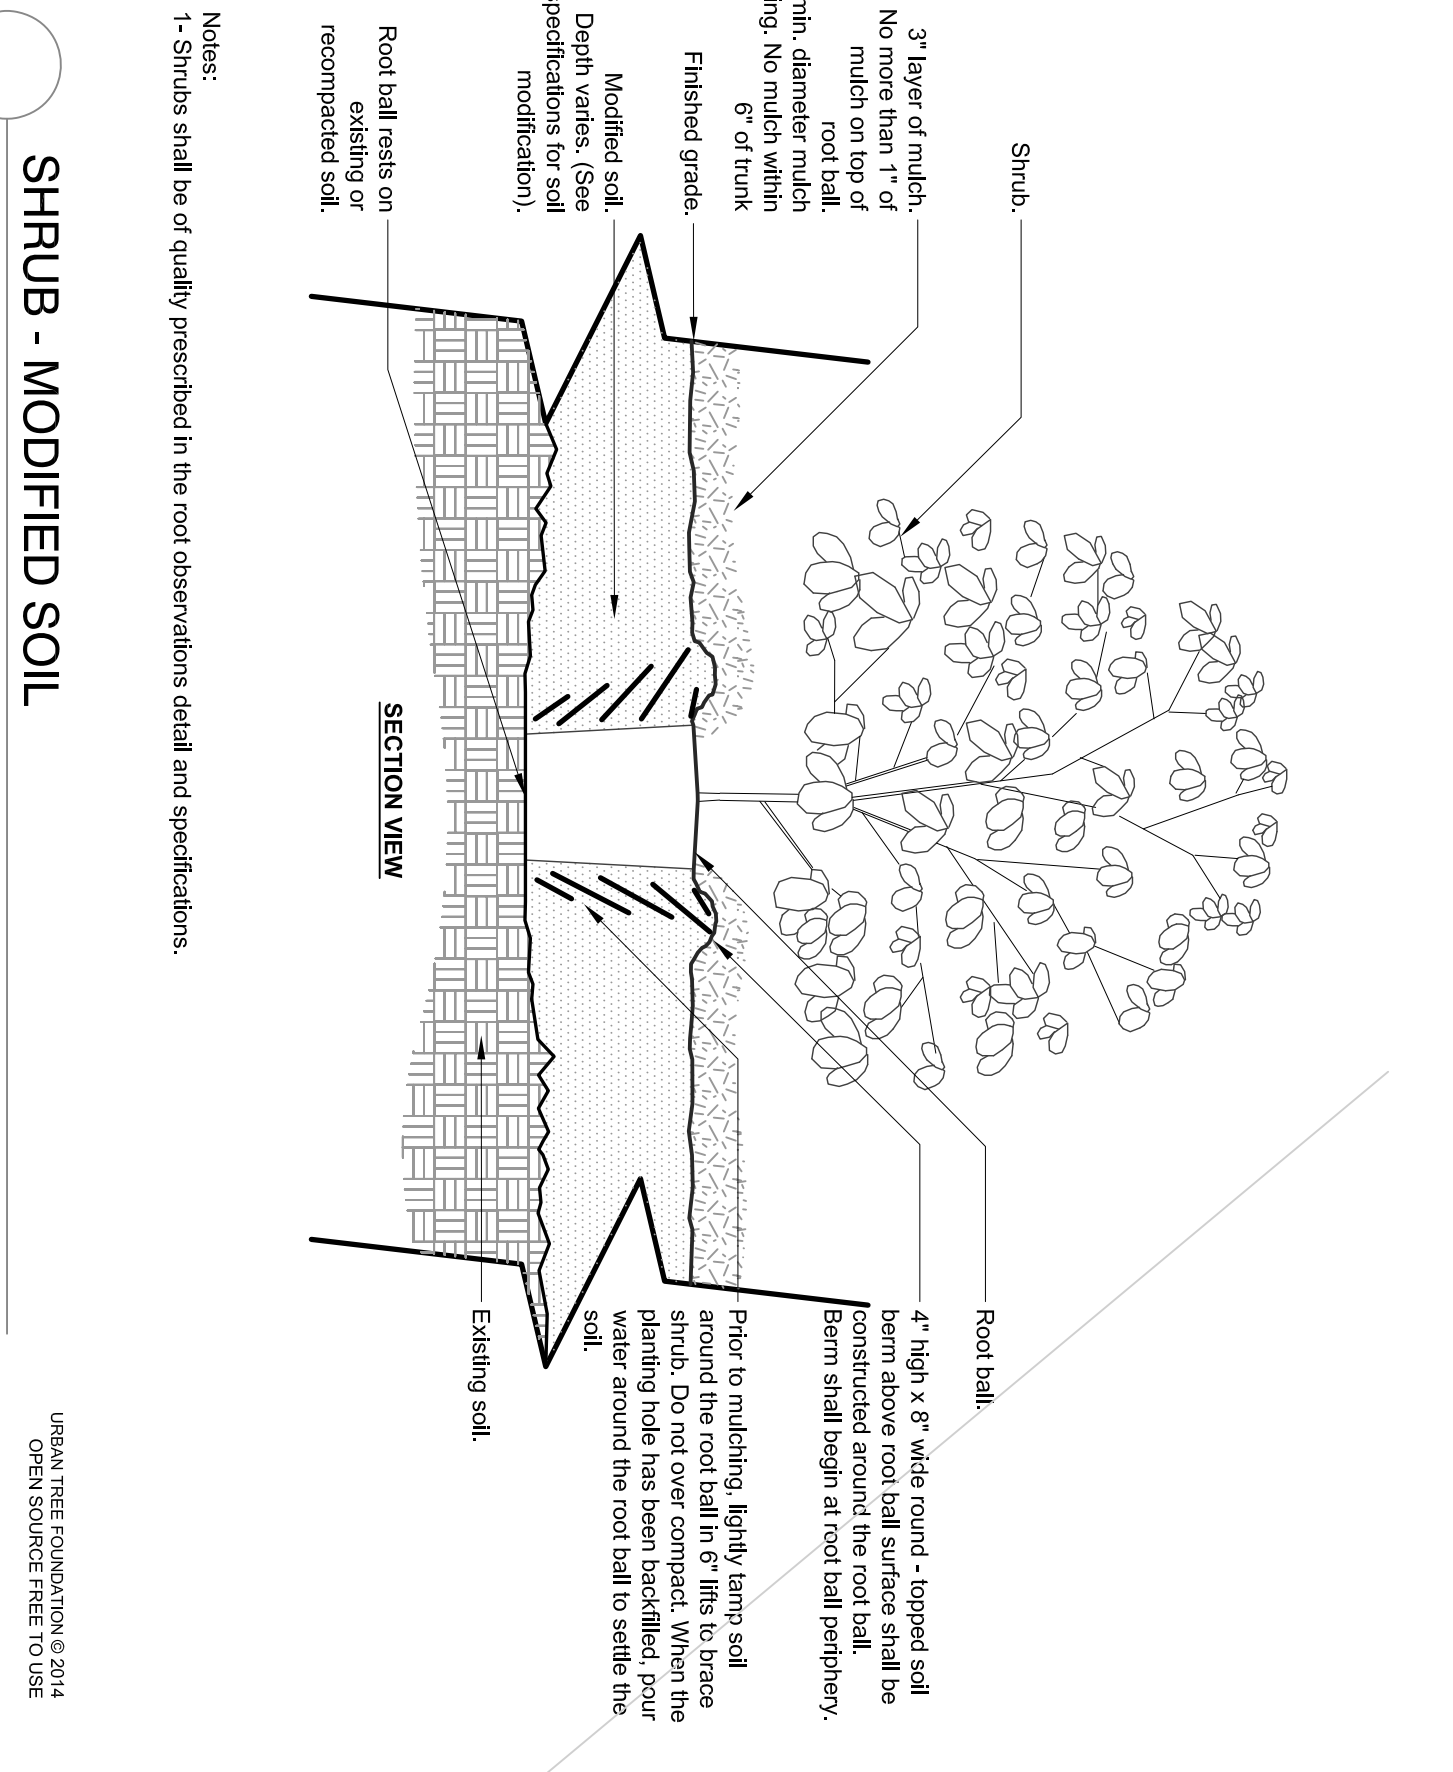 Shrub.
3" layer of mulch.
No more than 1" of
mulch on top of
root ball.
min. diameter mulch
No mulch within
6" of trunk
Finished grade.
Modified soil.
Depth varies. (See
specifications for soil
modification).
Root ball rests on
existing or
recompacted soil.
Root ball.
4" high x 8" wide round - topped soil
berm above root ball surface shall be
constructed around the root ball.
Berm shall begin at root ball periphery.
Prior to mulching, lightly tamp soil
around the root ball in 6" lifts to brace
shrub. Do not over compact. When the
planting hole has been backfilled, pour
water around the root ball to settle the
soil.
Existing soil.
SECTION VIEW
Notes:
1- Shrubs shall be of quality prescribed in the root observations detail and specifications.
SHRUB - MODIFIED SOIL
URBAN TREE FOUNDATION © 2014
OPEN SOURCE FREE TO USE